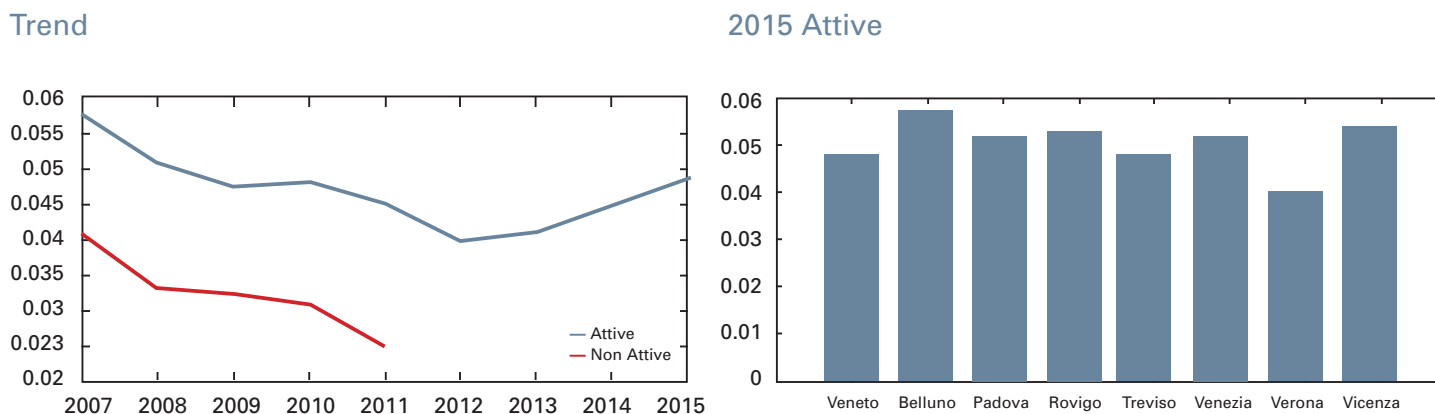 Trend
0.06
0.055
0.05
0.045
0.04
0.035
0.03
0.023
0.02
Attive
Non Attive
2007 2008 2009 2010 2011 2012 2013 2014 2015
2015 Attive
0.06
0.05
0.04
0.03
0.02
0.01
0
Veneto Belluno Padova Rovigo Treviso Venezia Verona Vicenza